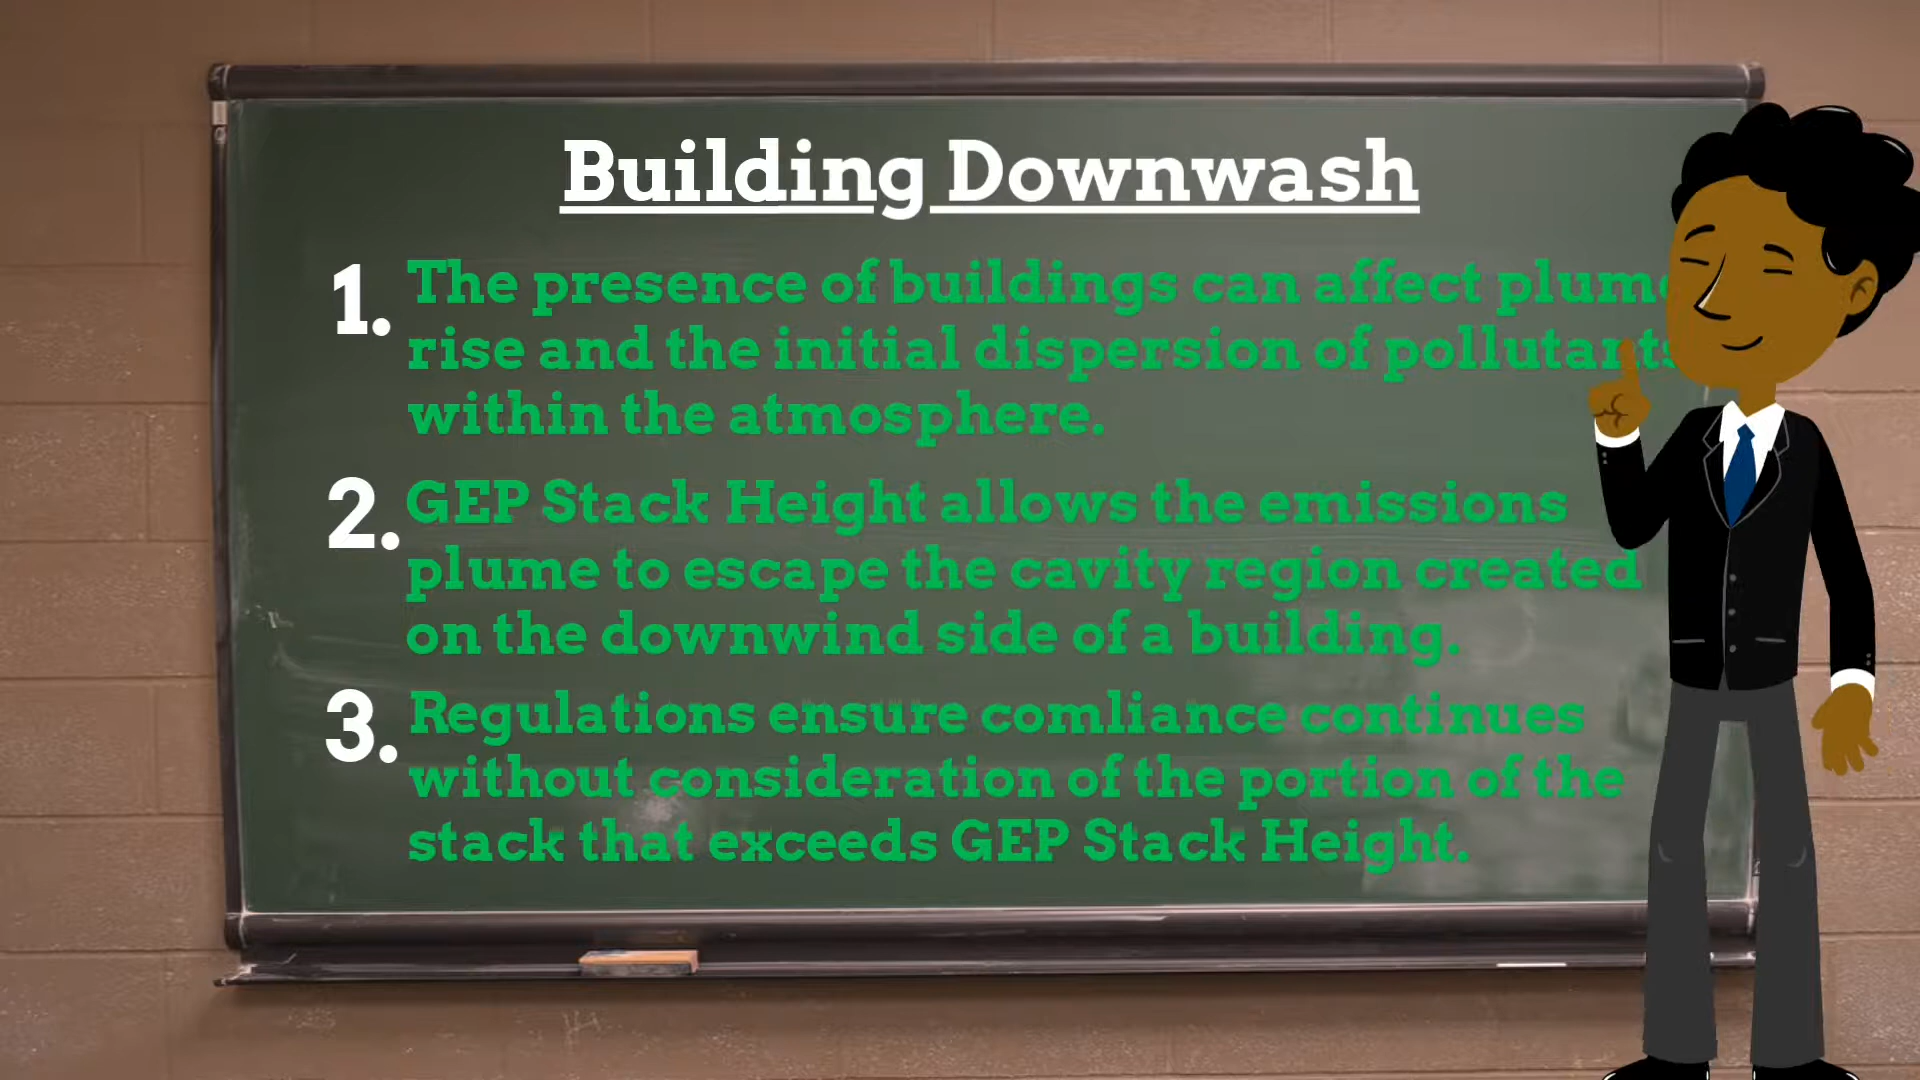 Building Downwash
1. The presence of buildings can affect plume
rise and the initial dispersion of pollutants
within the atmosphere.
2. GEP Stack Height allows the emissions
plume to escape the cavity region created
on the downwind side of a building.
3. Regulations ensure comliance continues
without consideration of the portion of the
stack that exceeds GEP Stack Height.